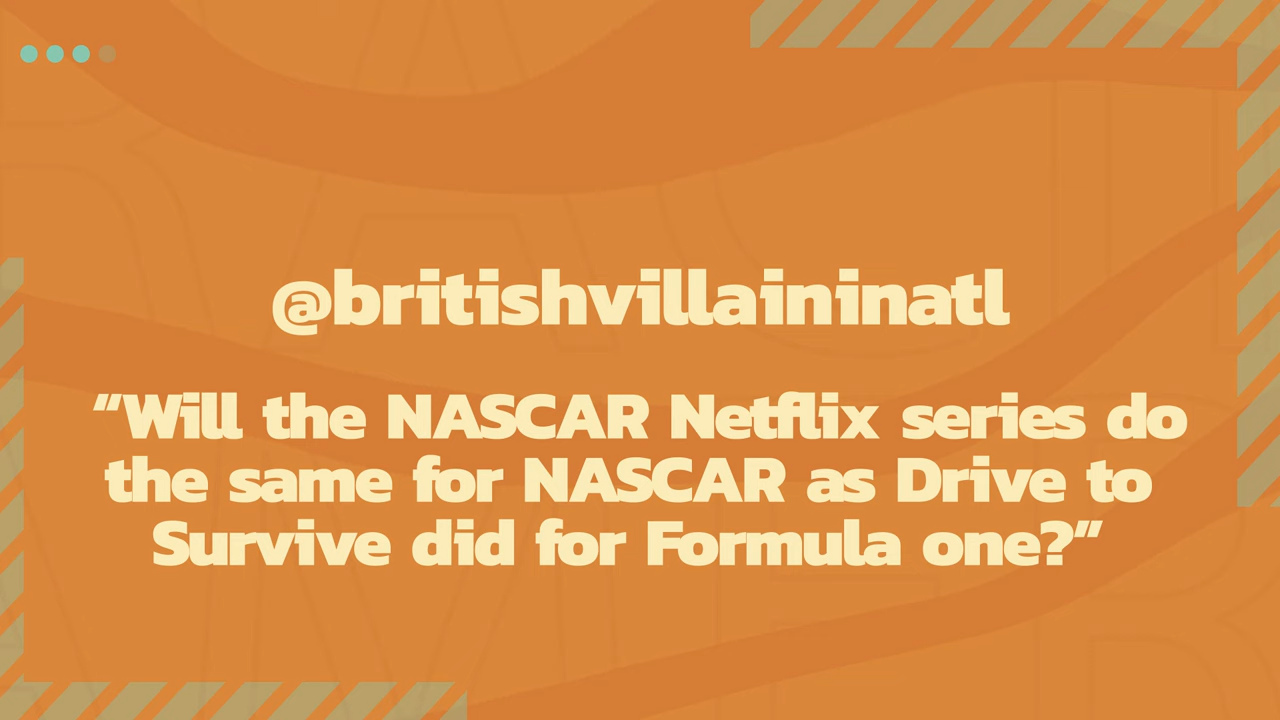 @britishvillaininatl
“Will the NASCAR Netflix series do
the same for NASCAR as Drive to
Survive did for Formula one?”